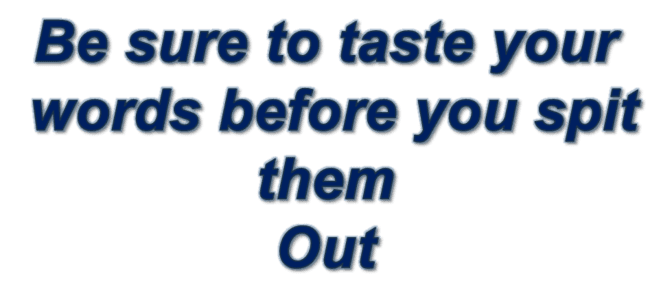 Be sure to taste your
words before you spit
them
Out